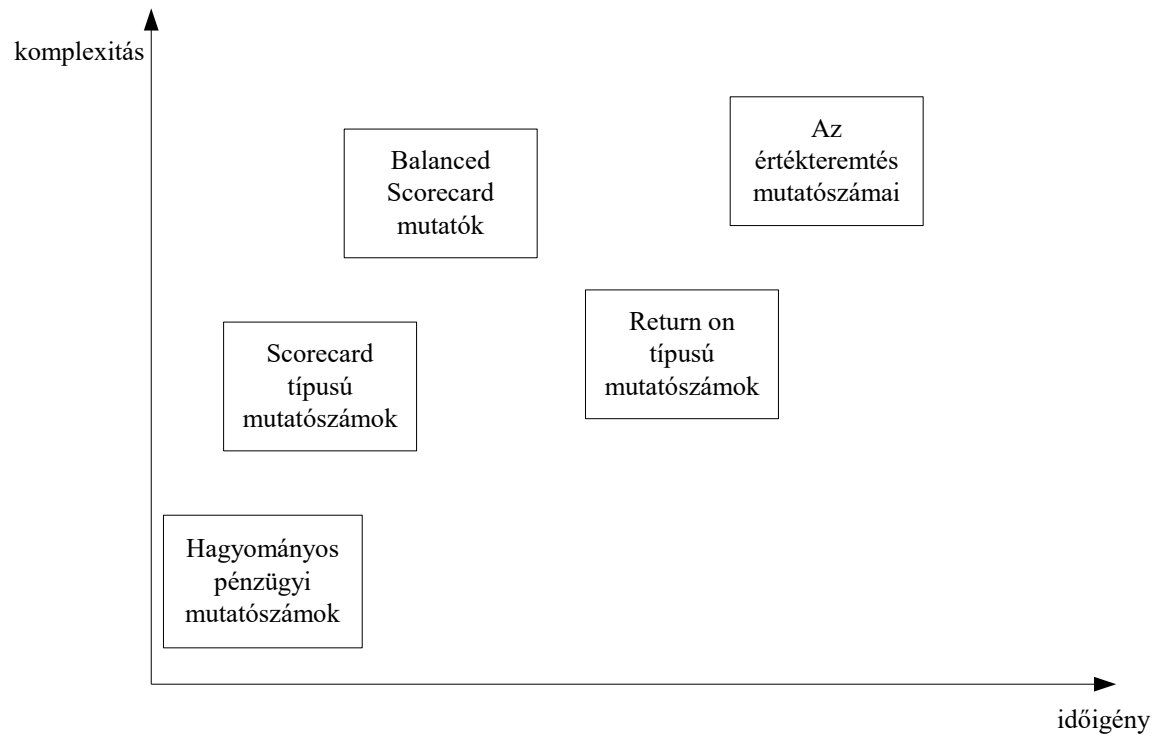 komplexitás
Az
értékteremtés
mutatószámai
Balanced
Scorecard
mutatók
Return on
típusú
mutatószámok
Scorecard
típusú
mutatószámok
Hagyományos
pénzügyi
mutatószámok
időigény